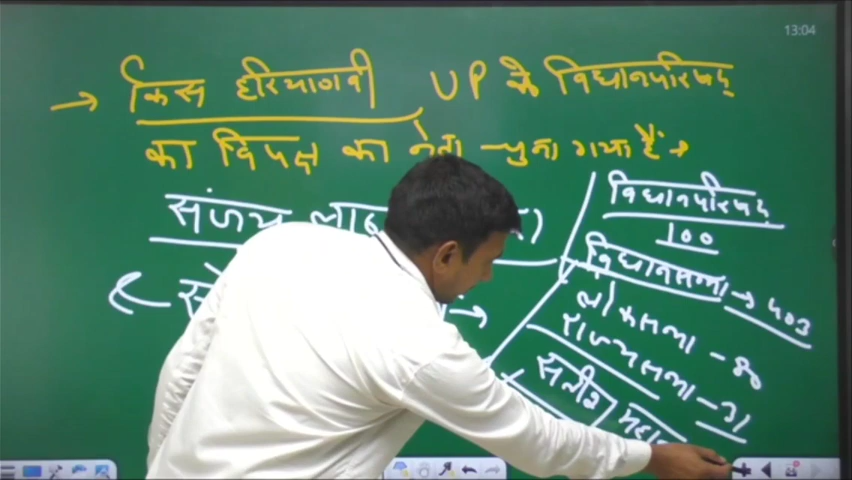 13:04
→ किस हरियाणवी UP के विधानपरिषद्
का विपक्ष का नेता चुना गया है →
संजय
विधानपरिषद्
100
विधानसभा → 403
लोकसभा - 80
राज्यसभा - 31
सतीश